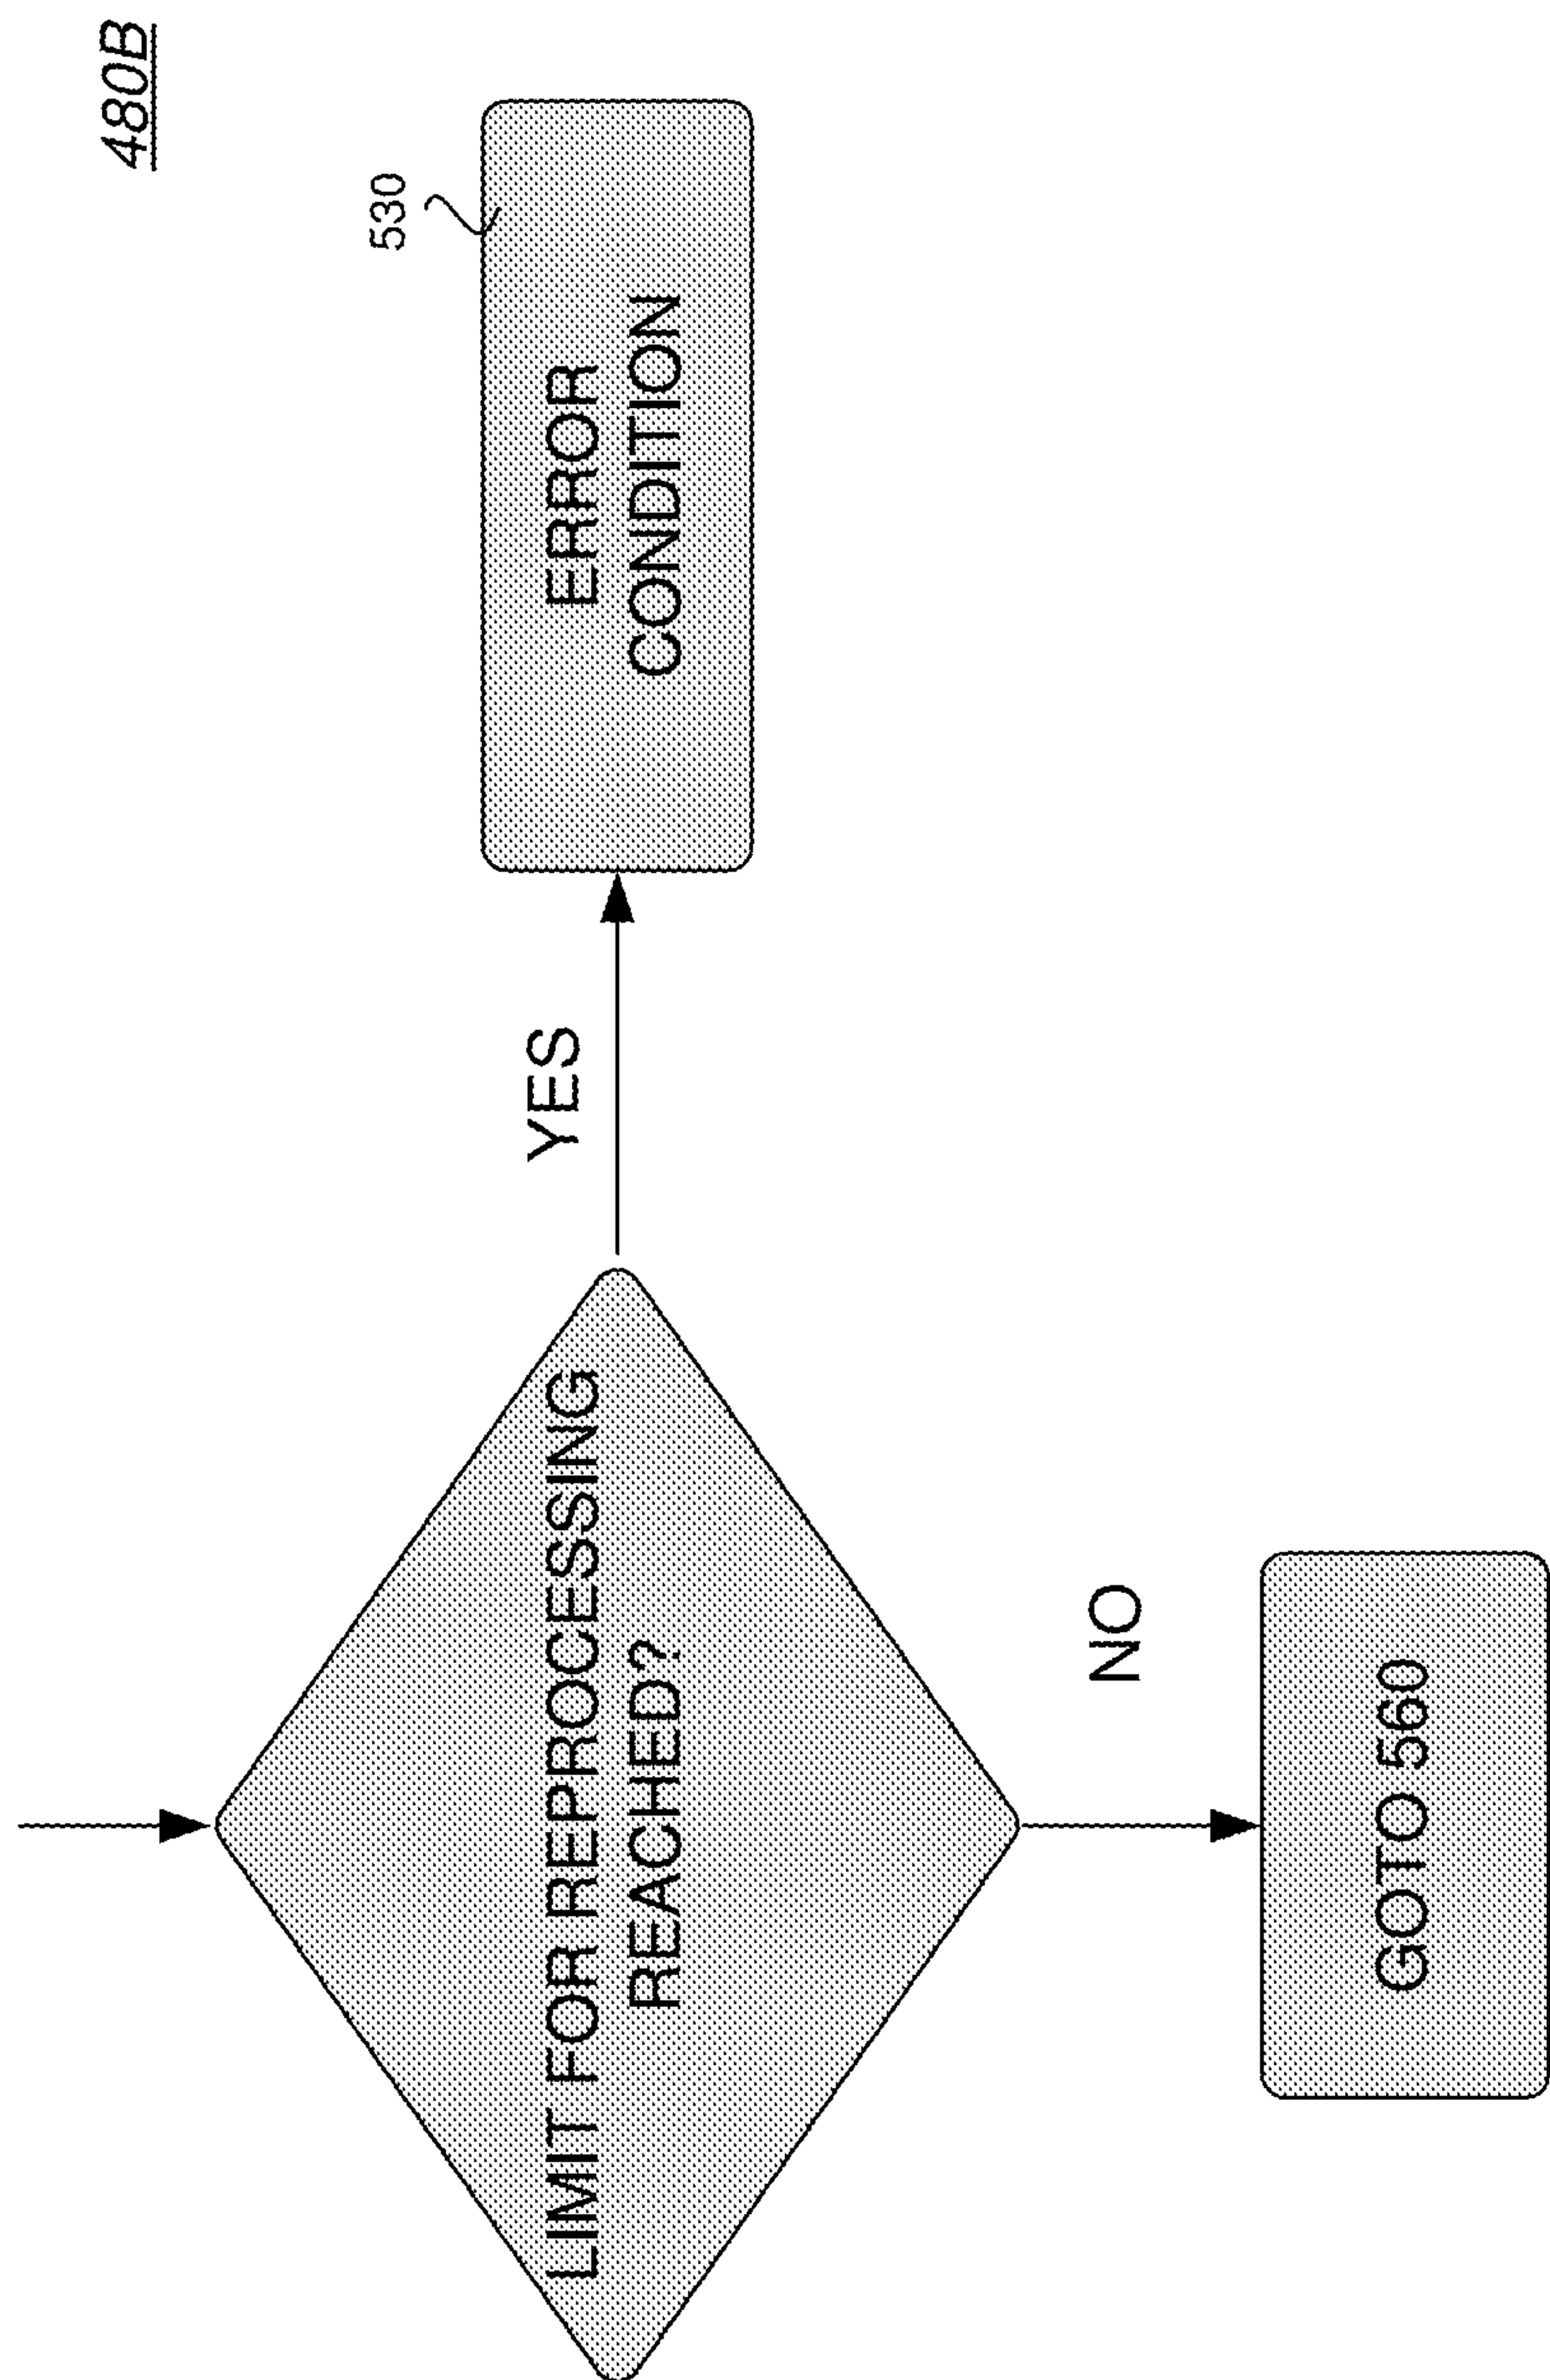 480B
LIMIT FOR REPROCESSING
REACHED?
YES
530
ERROR
CONDITION
NO
GOTO 560